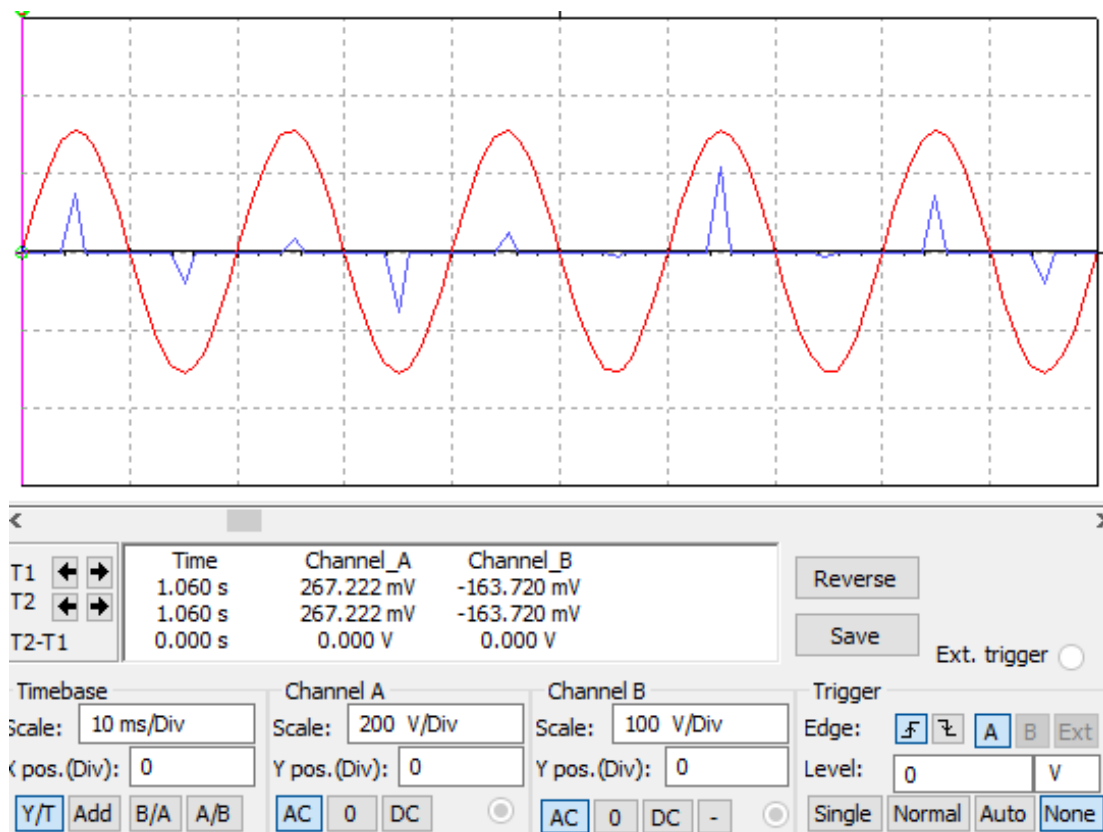 Time Channel_A Channel_B
T1 1.060 s 267.222 mV -163.720 mV
T2 1.060 s 267.222 mV -163.720 mV
T2-T1 0.000 s 0.000 V 0.000 V
Reverse
Save
Ext. trigger
Timebase
Scale: 10 ms/Div
X pos.(Div): 0
Y/T Add B/A A/B
Channel A
Scale: 200 V/Div
Y pos.(Div): 0
AC 0 DC
Channel B
Scale: 100 V/Div
Y pos.(Div): 0
AC 0 DC -
Trigger
Edge: A B Ext
Level: 0 V
Single Normal Auto None